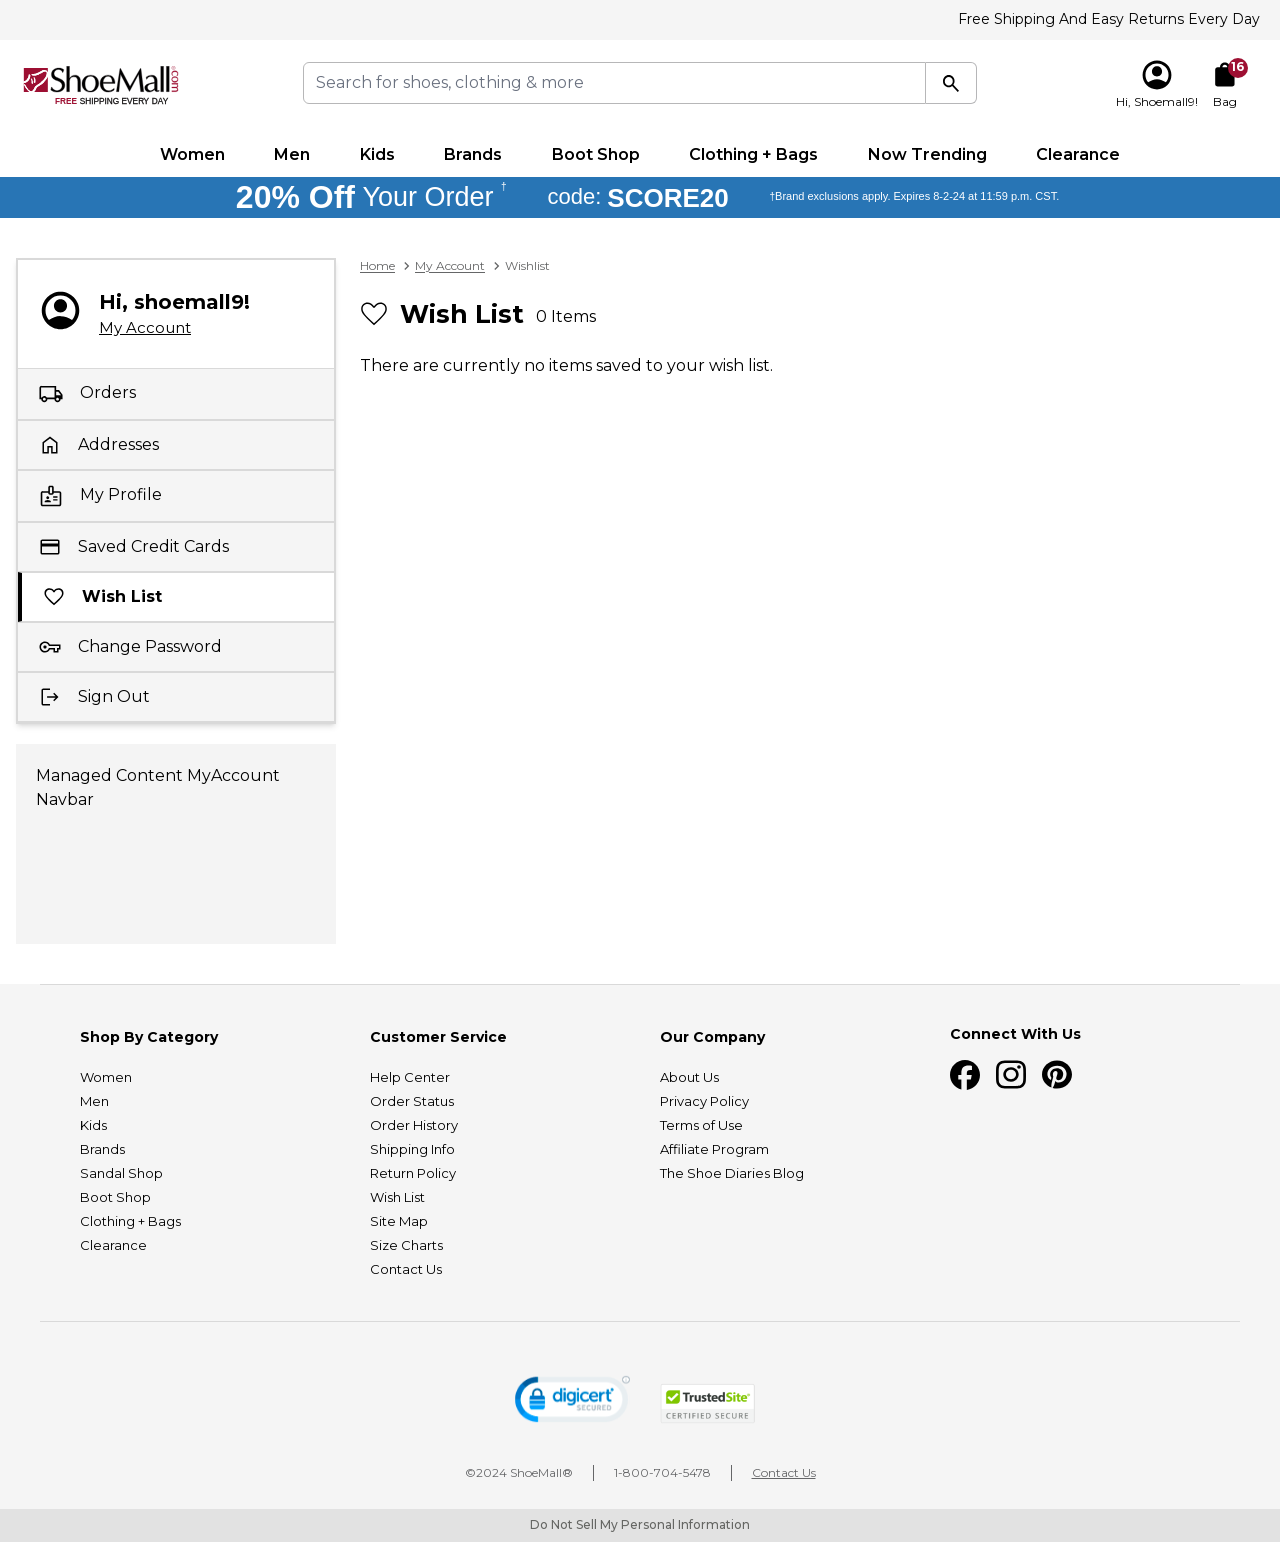 Free Shipping And Easy Returns Every Day
ShoeMall.com®
FREE SHIPPING EVERY DAY
Search for shoes, clothing & more
16
Hi, Shoemall9!
Bag
Women Men Kids Brands Boot Shop Clothing + Bags Now Trending Clearance
20% Off Your Order † code: SCORE20 †Brand exclusions apply. Expires 8-2-24 at 11:59 p.m. CST.
Hi, shoemall9!
My Account
Orders
Addresses
My Profile
Saved Credit Cards
Wish List
Change Password
Sign Out
Managed Content MyAccount
Navbar
Home > My Account > Wishlist
Wish List 0 Items
There are currently no items saved to your wish list.
Shop By Category
Women
Men
Kids
Brands
Sandal Shop
Boot Shop
Clothing + Bags
Clearance
Customer Service
Help Center
Order Status
Order History
Shipping Info
Return Policy
Wish List
Site Map
Size Charts
Contact Us
Our Company
About Us
Privacy Policy
Terms of Use
Affiliate Program
The Shoe Diaries Blog
Connect With Us
digicert
SECURED
TrustedSite
CERTIFIED SECURE
©2024 ShoeMall® | 1-800-704-5478 | Contact Us
Do Not Sell My Personal Information